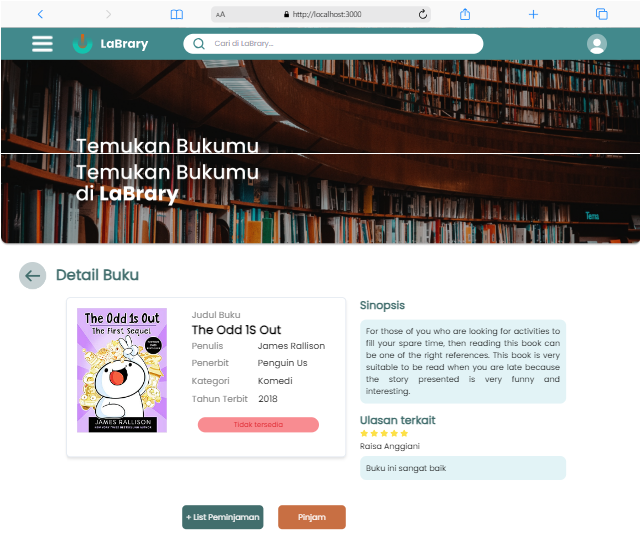 AA
http://localhost:3000
LaBrary
Cari di LaBrary...
Temukan Bukumu
Temukan Bukumu
di LaBrary
Detail Buku
The Odd 1s Out
The First Sequel
JAMES RALLISON
Judul Buku
The Odd 1S Out
Penulis James Rallison
Penerbit Penguin Us
Kategori Komedi
Tahun Terbit 2018
Tidak tersedia
Sinopsis
For those of you who are looking for activities to
fill your spare time, then reading this book can
be one of the right references. This book is very
suitable to be read when you are late because
the story presented is very funny and
interesting.
Ulasan terkait
Raisa Anggiani
Buku ini sangat baik
+ List Peminjaman
Pinjam